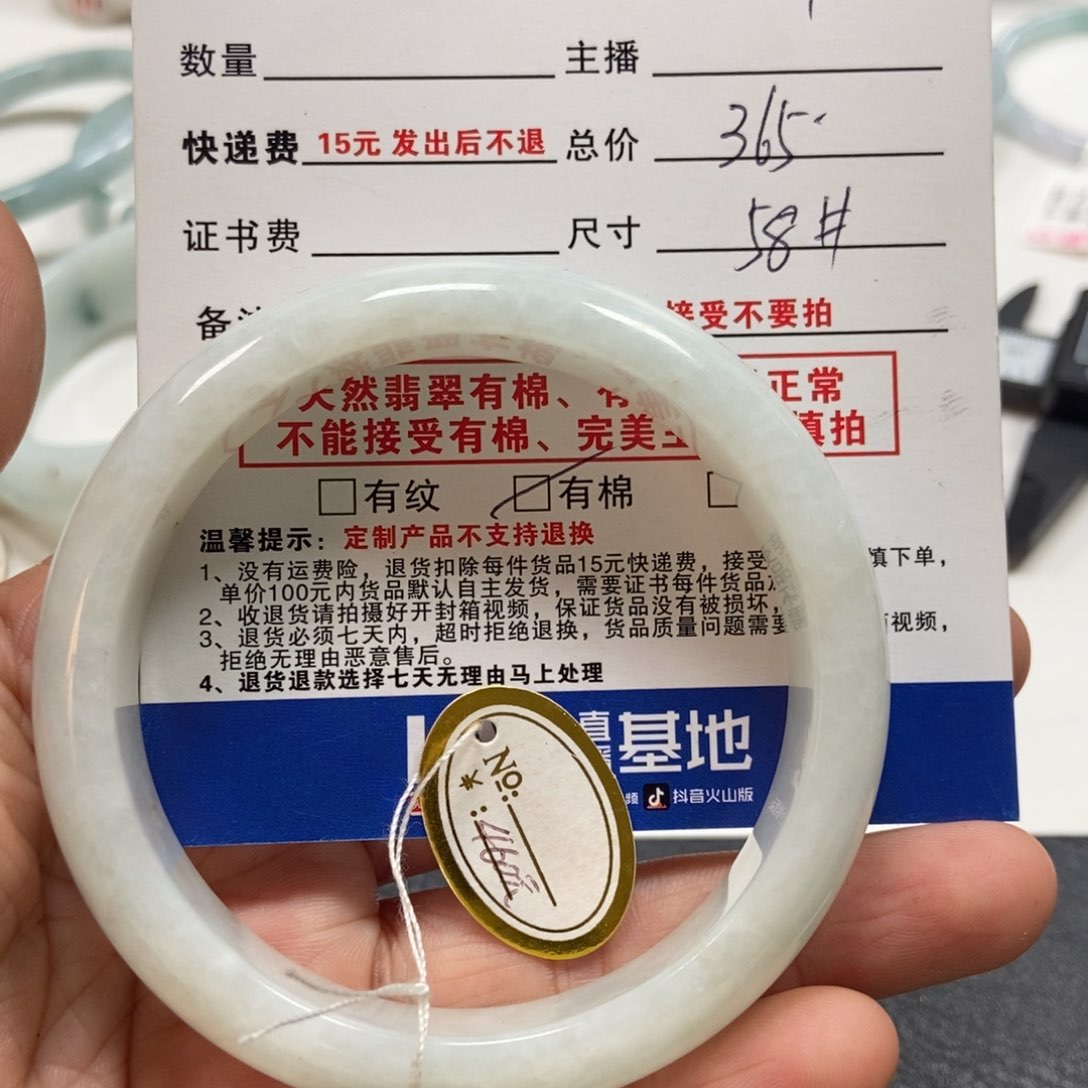 数量 主播
快递费 15元 发出后不退 总价 365
证书费 尺寸 58#
备 接受不要拍
天然翡翠有棉、有 正常
不能接受有棉、完美 慎拍
□有纹 □有棉 □
温馨提示：定制产品不支持退换
1、没有运费险，退货扣除每件货品15元快递费，接受 慎下单，
单价100元内货品默认自主发货，需要证书每件货品
2、收退货请拍摄好开封箱视频，保证货品没有被损坏，
3、退货必须七天内，超时拒绝退换，货品质量问题需要 视频，
拒绝无理由恶意售后。
4、退货退款选择七天无理由马上处理
直播基地
频 抖音火山版
No: